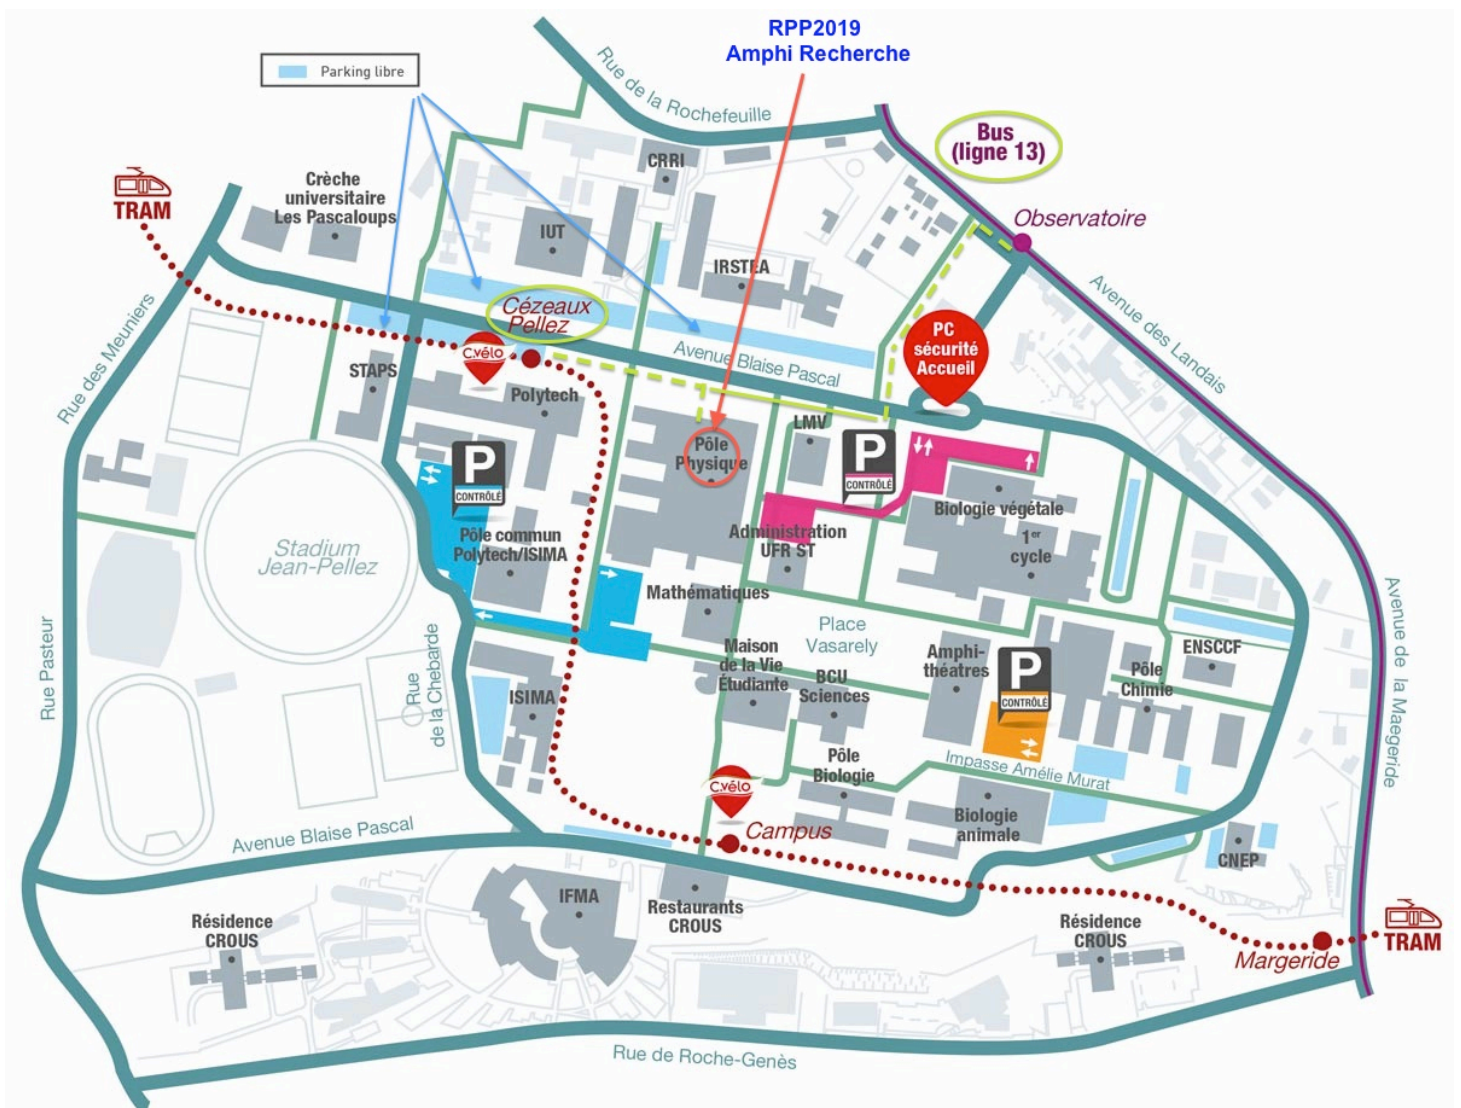 RPP2019
Amphi Recherche
Parking libre
Rue de la Rochefeuille
Bus
(ligne 13)
CRRI
TRAM
Crèche
universitaire
Les Pascaloups
IUT
Observatoire
IRSTEA
Cézeaux
Pellez
Avenue des Landais
Rue des Meuniers
PC
sécurité
Accueil
C.vélo
Avenue Blaise Pascal
STAPS
Polytech
LMV
Pôle
Physique
P
CONTRÔLÉ
P
CONTRÔLÉ
Biologie végétale
Administration
UFR ST
1er
cycle
Pôle commun
Polytech/ISIMA
Stadium
Jean-Pellez
Mathématiques
Place
Vasarely
Rue Pasteur
Rue
de la Chebarde
Maison
de la Vie
Étudiante
BCU
Sciences
Amphi-
théatres
P
CONTRÔLÉ
Pôle
Chimie
ENSCCF
Avenue de la Maegeride
ISIMA
Pôle
Biologie
Impasse Amélie Murat
C.vélo
Campus
Biologie
animale
Avenue Blaise Pascal
CNEP
IFMA
Restaurants
CROUS
Résidence
CROUS
Résidence
CROUS
Margeride
TRAM
Rue de Roche-Genès